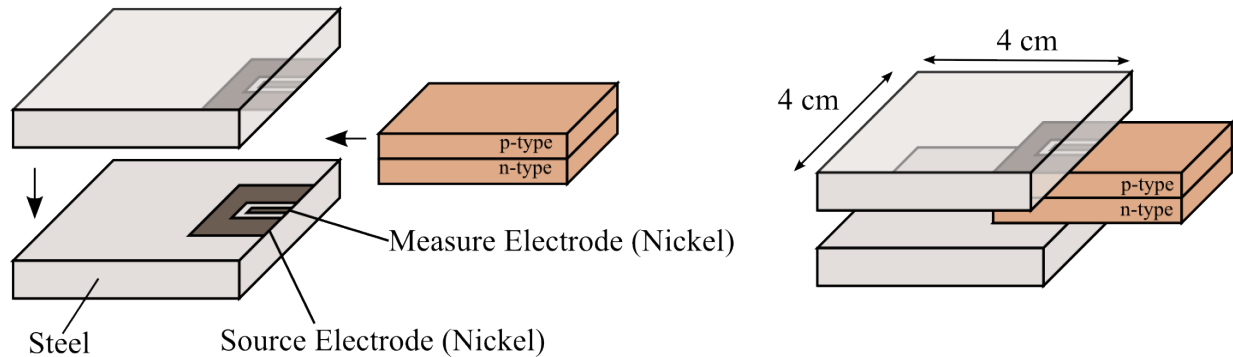 4 cm
4 cm
p-type
n-type
p-type
n-type
Measure Electrode (Nickel)
Steel
Source Electrode (Nickel)